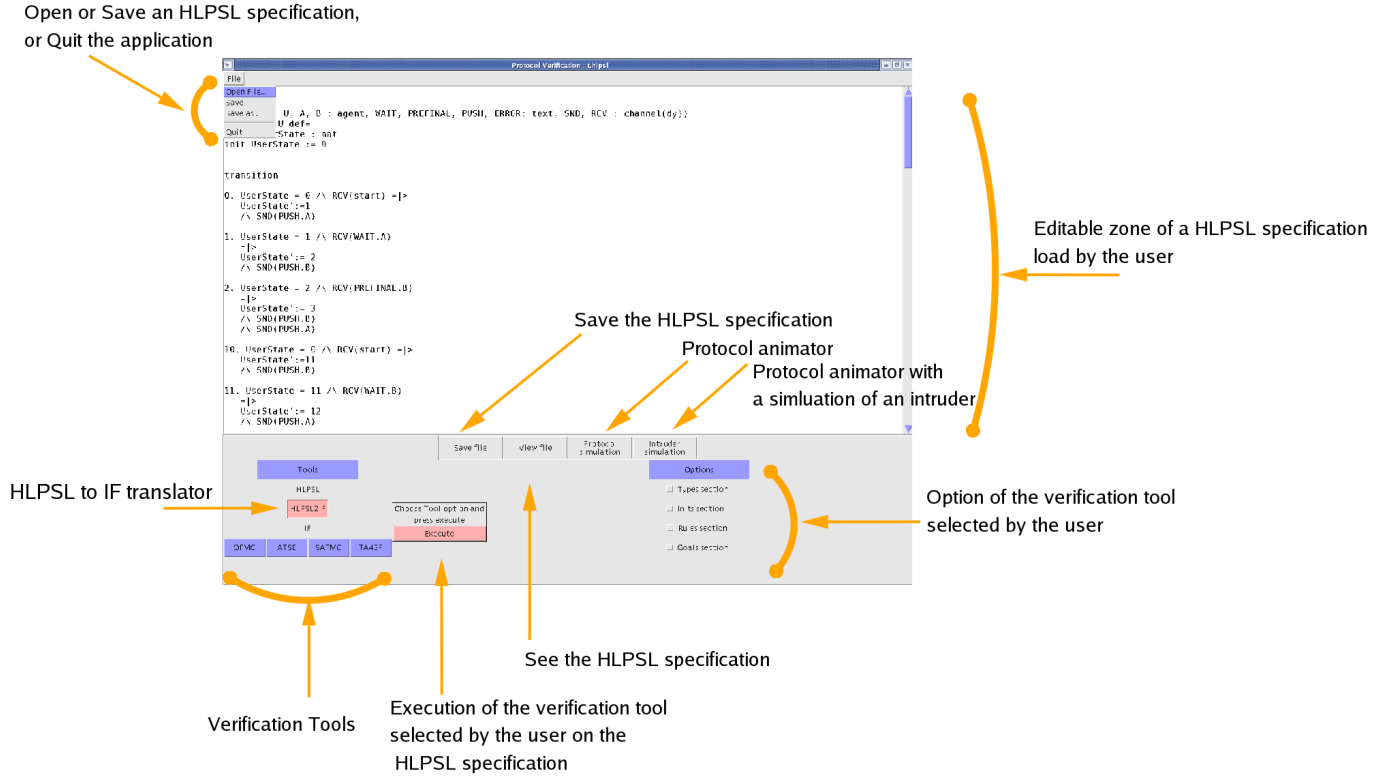 Open or Save an HLPSL specification,
or Quit the application
Protocol Verification : t.hlpsl
File
Open File...
Save
Save as...
Quit
U, A, B : agent, WAIT, PREFINAL, PUSH, ERROR: text, SND, RCV : channel(dy))
U def=
State : nat
init UserState := 0
transition
0. UserState = 0 /\ RCV(start) =|>
UserState':=1
/\ SND(PUSH.A)
1. UserState = 1 /\ RCV(WAIT.A)
=|>
UserState':= 2
/\ SND(PUSH.B)
2. UserState = 2 /\ RCV(PREFINAL.B)
=|>
UserState':= 3
/\ SND(PUSH.B)
/\ SND(PUSH.A)
10. UserState = 0 /\ RCV(start) =|>
UserState':=11
/\ SND(PUSH.B)
11. UserState = 11 /\ RCV(WAIT.B)
=|>
UserState':= 12
/\ SND(PUSH.A)
Editable zone of a HLPSL specification
load by the user
Save the HLPSL specification
Protocol animator
Protocol animator with
a simluation of an intruder
Save file
View file
Protocol
simulation
Intruder
simulation
Tools
HLPSL
HLPSL2IF
IF
OFMC
ATSE
SATMC
TA4SP
Choose Tool option and
press execute
Execute
Options
Types section
Inits section
Rules section
Goals section
HLPSL to IF translator
Option of the verification tool
selected by the user
See the HLPSL specification
Verification Tools
Execution of the verification tool
selected by the user on the
HLPSL specification